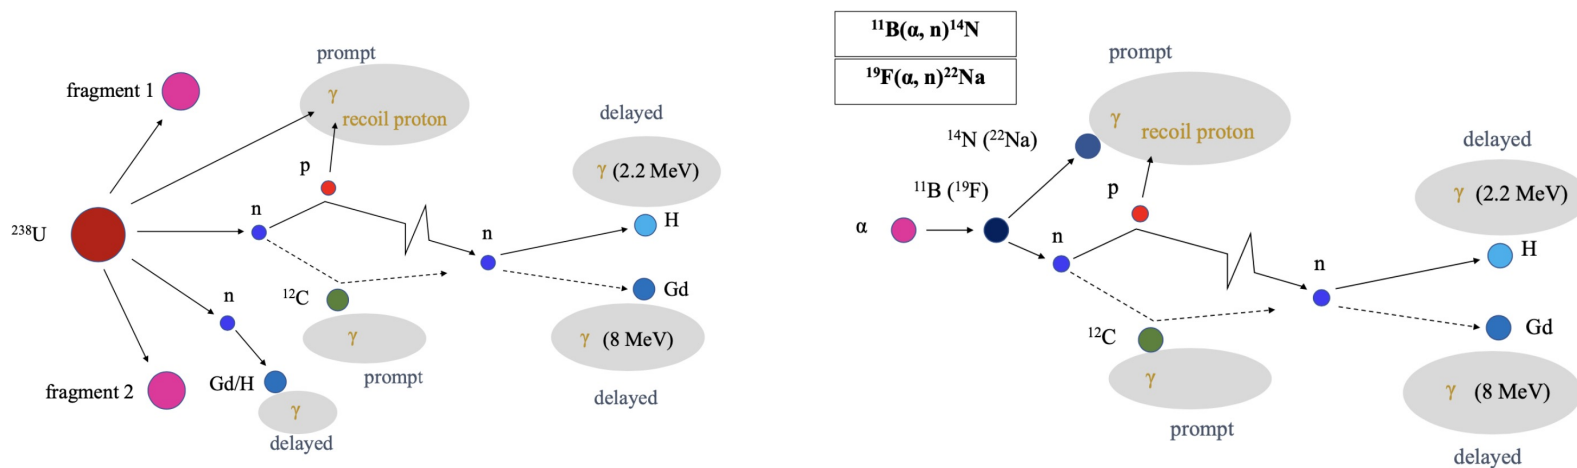 prompt
fragment 1
γ
recoil proton
delayed
γ (2.2 MeV)
p
n
H
²³⁸U
n
Gd
n
¹²C
γ
γ (8 MeV)
prompt
Gd/H
fragment 2
γ
delayed
delayed
¹¹B(α, n)¹⁴N
¹⁹F(α, n)²²Na
prompt
γ
recoil proton
¹⁴N (²²Na)
delayed
p
γ (2.2 MeV)
¹¹B (¹⁹F)
α
n
n
H
Gd
¹²C
γ
γ (8 MeV)
prompt
delayed